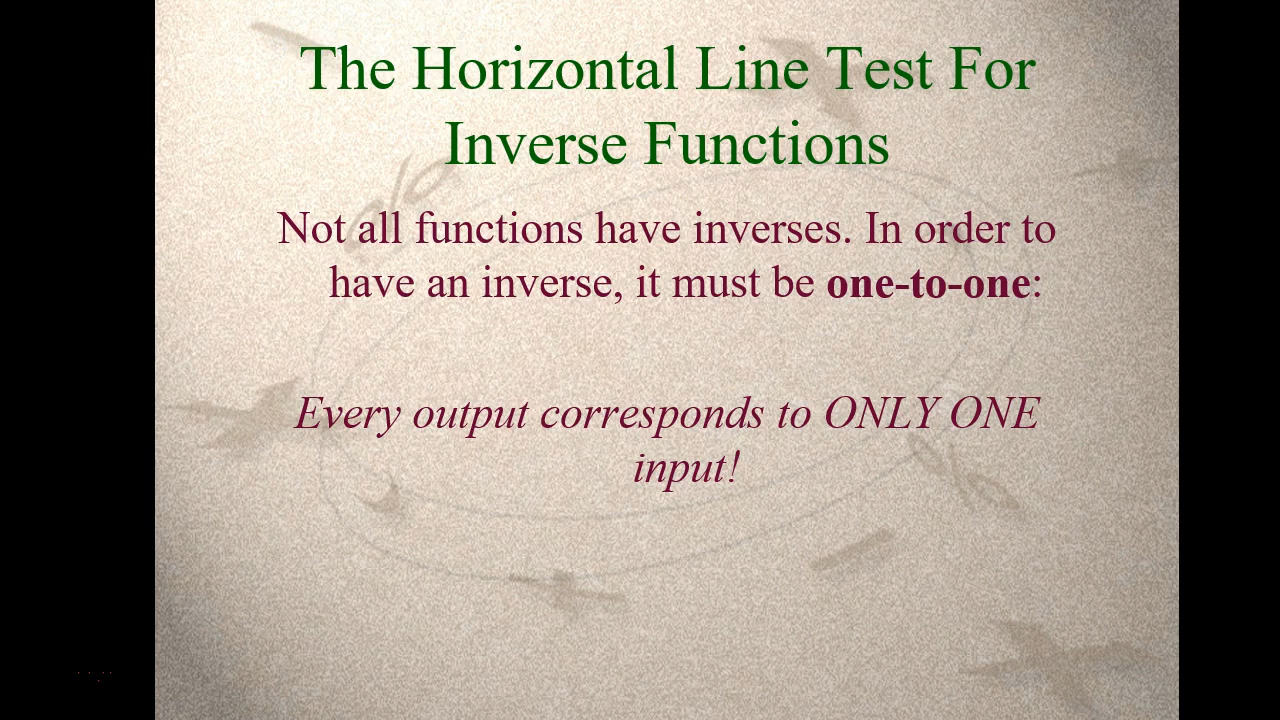 The Horizontal Line Test For
Inverse Functions
Not all functions have inverses. In order to
have an inverse, it must be one-to-one:
Every output corresponds to ONLY ONE
input!